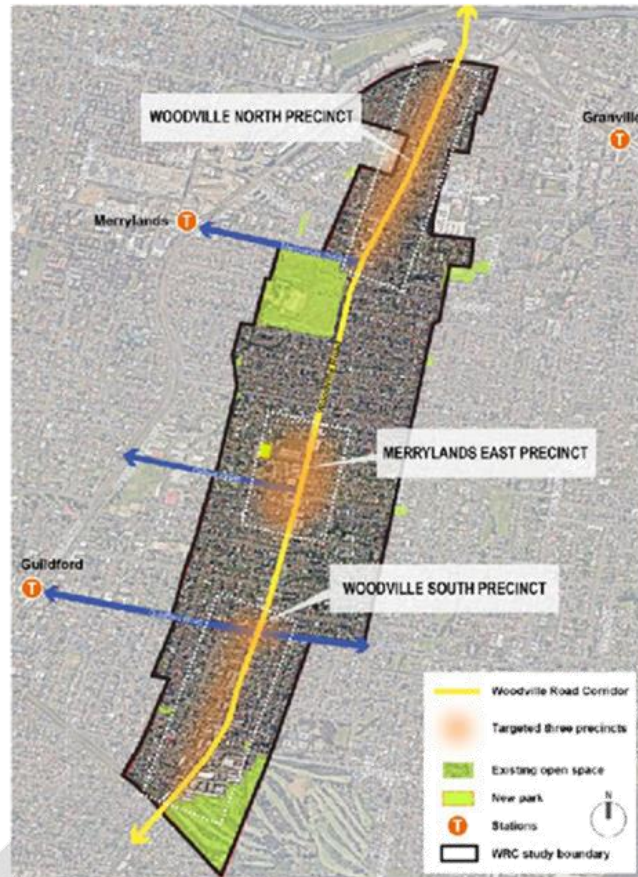 WOODVILLE NORTH PRECINCT
Granville
T
Merrylands T
MERRYLANDS EAST PRECINCT
Guildford
T
WOODVILLE SOUTH PRECINCT
Woodville Road Corridor
Targeted three precincts
Existing open space
New park
N
T Stations
WRC study boundary